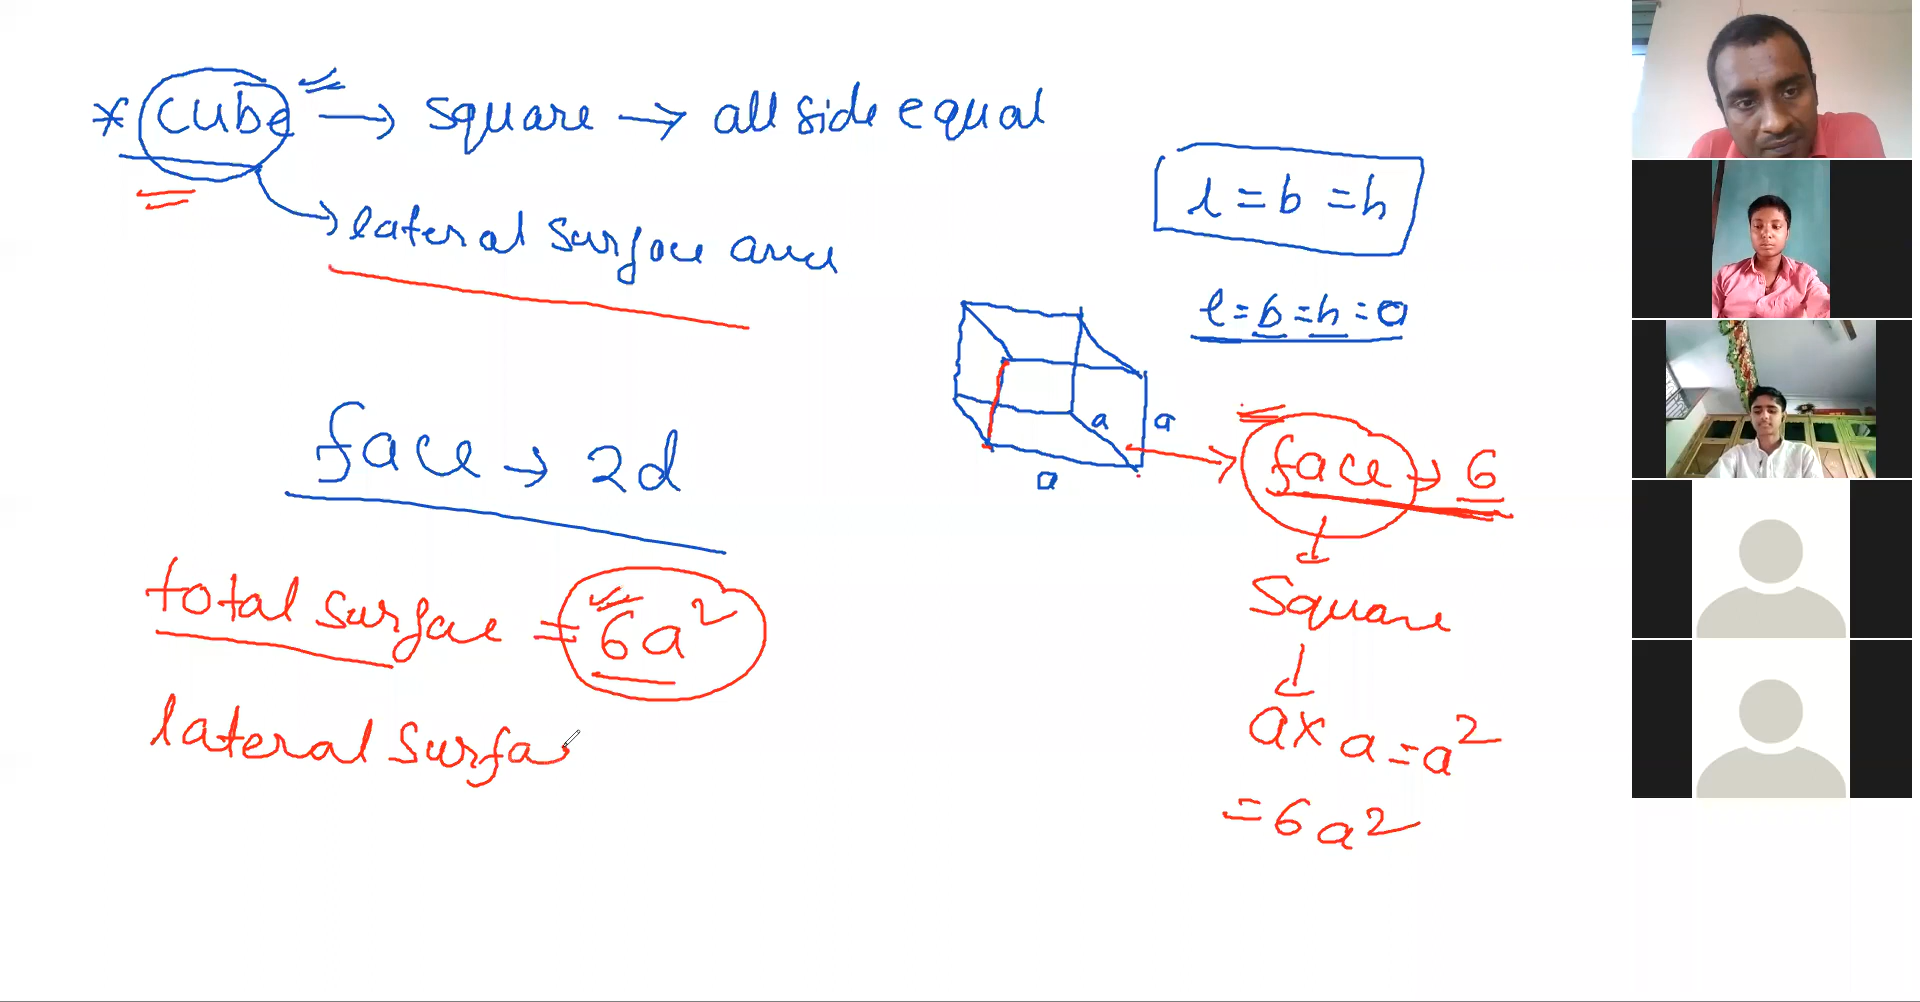 * cube → square → all side equal
l = b = h
lateral surface area
l = b = h = a
a
a
a
face → 2d
face → 6
total surface = 6a²
Square
lateral surfa
a × a = a²
= 6a²